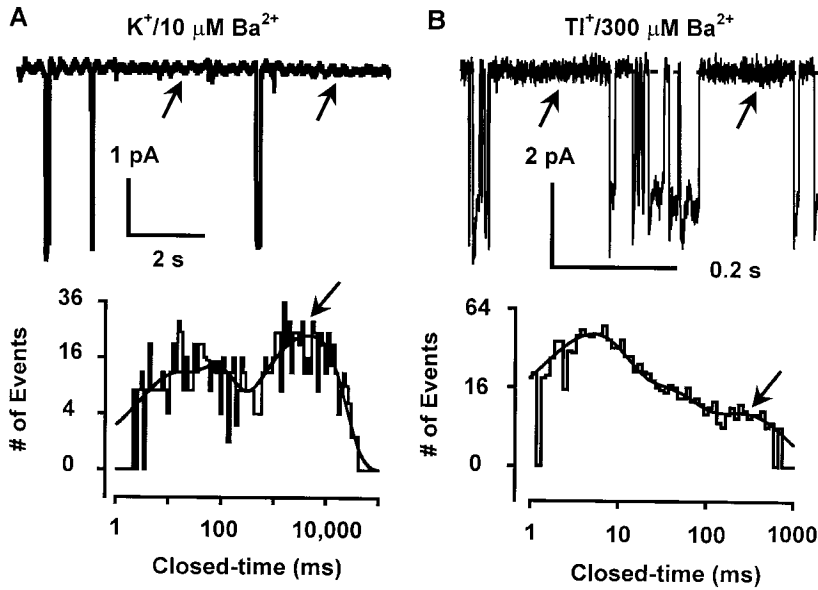 A
K⁺/10 µM Ba²⁺
1 pA
2 s
# of Events
36
16
4
0
1
100
10,000
Closed-time (ms)
B
Tl⁺/300 µM Ba²⁺
2 pA
0.2 s
# of Events
64
16
0
1
10
100
1000
Closed-time (ms)